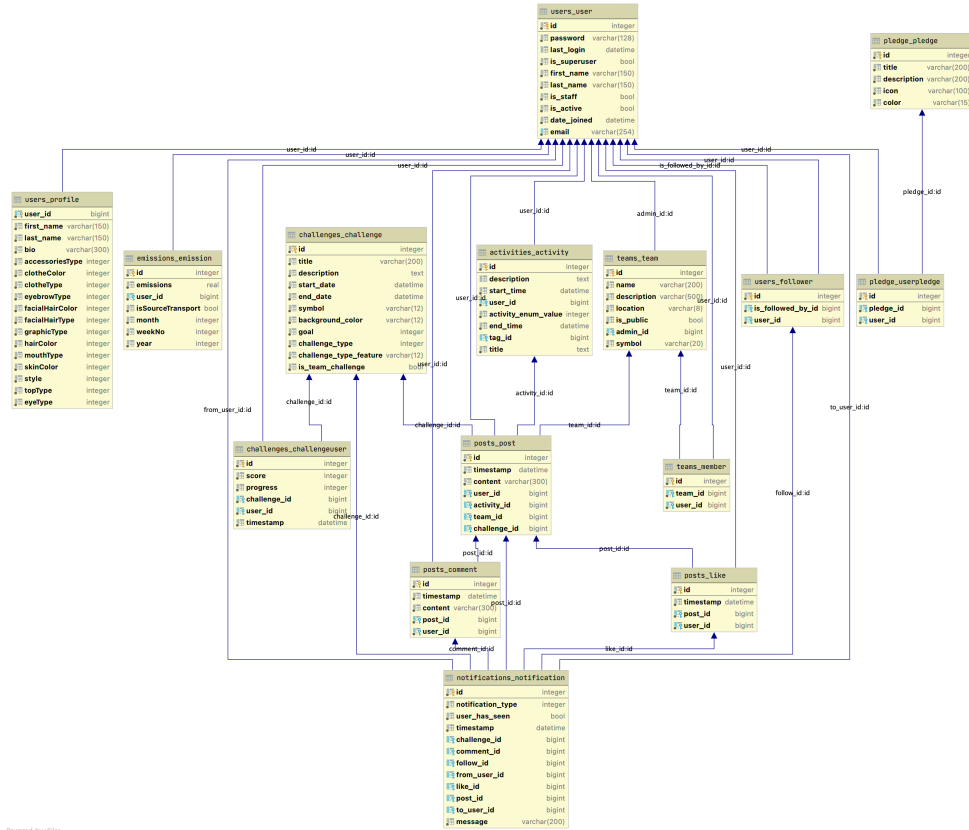 users_user
id integer
password varchar(128)
last_login datetime
is_superuser bool
first_name varchar(150)
last_name varchar(150)
is_staff bool
is_active bool
date_joined datetime
email varchar(254)
pledge_pledge
id integer
title varchar(200)
description varchar(200)
icon varchar(100)
color varchar(15)
user_id:id
user_id:id
user_id:id
is_followed_by_id:id
user_id:id
user_id:id
pledge_id:id
users_profile
user_id bigint
first_name varchar(150)
last_name varchar(150)
bio varchar(300)
accessoriesType integer
clotheColor integer
clotheType integer
eyebrowType integer
facialHairColor integer
facialHairType integer
graphicType integer
hairColor integer
mouthType integer
skinColor integer
style integer
topType integer
eyeType integer
emissions_emission
id integer
emissions real
user_id bigint
isSourceTransport bool
month integer
weekNo integer
year integer
challenges_challenge
id integer
title varchar(200)
description text
start_date datetime
end_date datetime
symbol varchar(12)
background_color varchar(12)
goal integer
challenge_type integer
challenge_type_feature varchar(12)
is_team_challenge bool
user_id:id
user_id:id
admin_id:id
activities_activity
id integer
description text
start_time datetime
user_id bigint
activity_enum_value integer
end_time datetime
tag_id bigint
title text
user_id:id
teams_team
id integer
name varchar(200)
description varchar(500)
location varchar(8)
is_public bool
admin_id bigint
symbol varchar(20)
user_id:id
user_id:id
users_follower
id integer
is_followed_by_id bigint
user_id bigint
pledge_userpledge
id integer
pledge_id bigint
user_id bigint
from_user_id:id
challenge_id:id
activity_id:id
team_id:id
to_user_id:id
challenge_id:id
team_id:id
challenges_challengeuser
id integer
score integer
progress integer
challenge_id bigint
user_id bigint
timestamp datetime
challenge_id:id
posts_post
id integer
timestamp datetime
content varchar(300)
user_id bigint
activity_id bigint
team_id bigint
challenge_id bigint
teams_member
id integer
team_id bigint
user_id bigint
follow_id:id
post_id:id
post_id:id
posts_comment
id integer
timestamp datetime
content varchar(300)
post_id bigint
user_id bigint
post_id:id
posts_like
id integer
timestamp datetime
post_id bigint
user_id bigint
comment_id:id
like_id:id
notifications_notification
id integer
notification_type integer
user_has_seen bool
timestamp datetime
challenge_id bigint
comment_id bigint
follow_id bigint
from_user_id bigint
like_id bigint
post_id bigint
to_user_id bigint
message varchar(200)